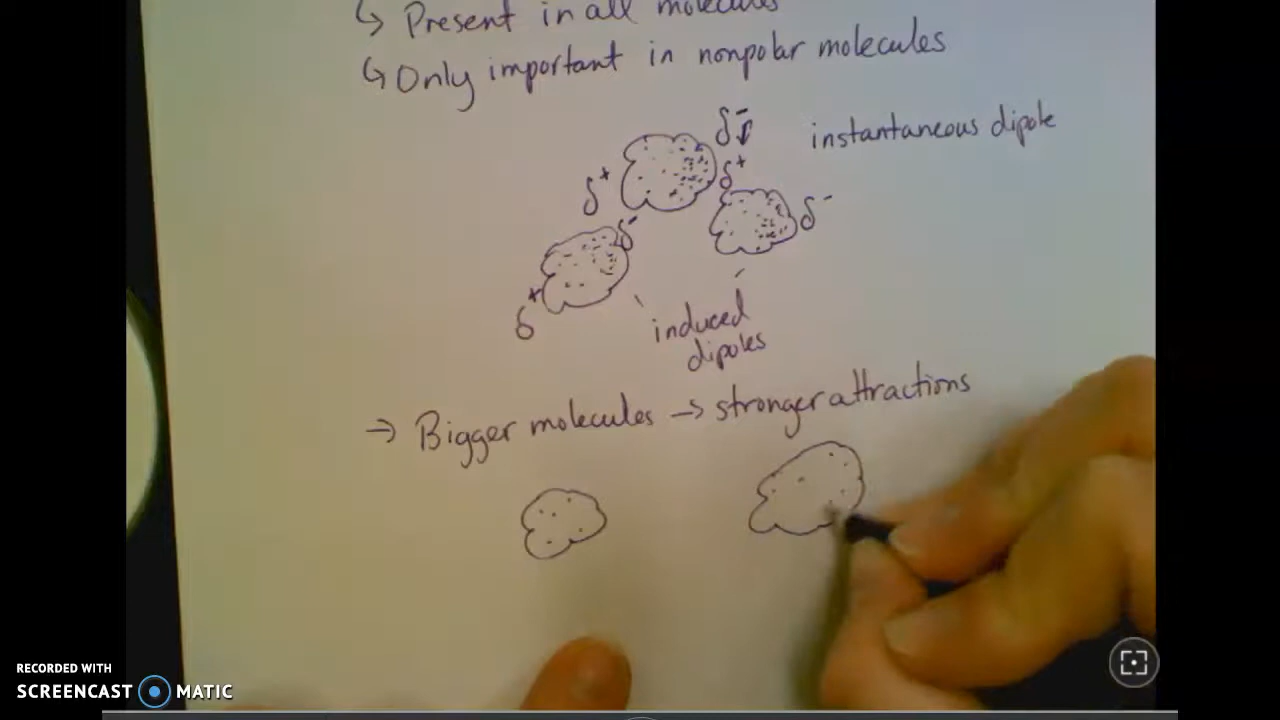 ↳ Present in all molecules
↳ Only important in nonpolar molecules
δ-
instantaneous dipole
δ+
δ+
δ-
δ-
δ+
induced
dipoles
→ Bigger molecules → stronger attractions
RECORDED WITH
SCREENCAST MATIC